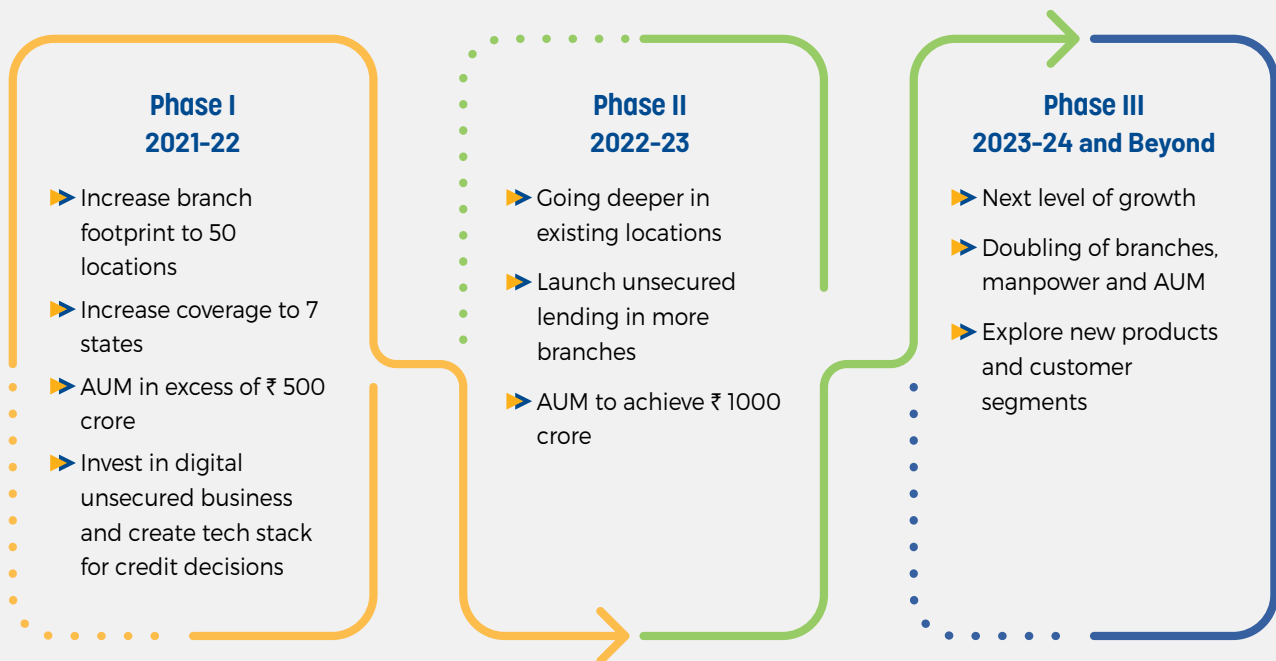 Phase I
2021-22
Increase branch
footprint to 50
locations
Increase coverage to 7
states
AUM in excess of ₹ 500
crore
Invest in digital
unsecured business
and create tech stack
for credit decisions
Phase II
2022-23
Going deeper in
existing locations
Launch unsecured
lending in more
branches
AUM to achieve ₹ 1000
crore
Phase III
2023-24 and Beyond
Next level of growth
Doubling of branches,
manpower and AUM
Explore new products
and customer
segments